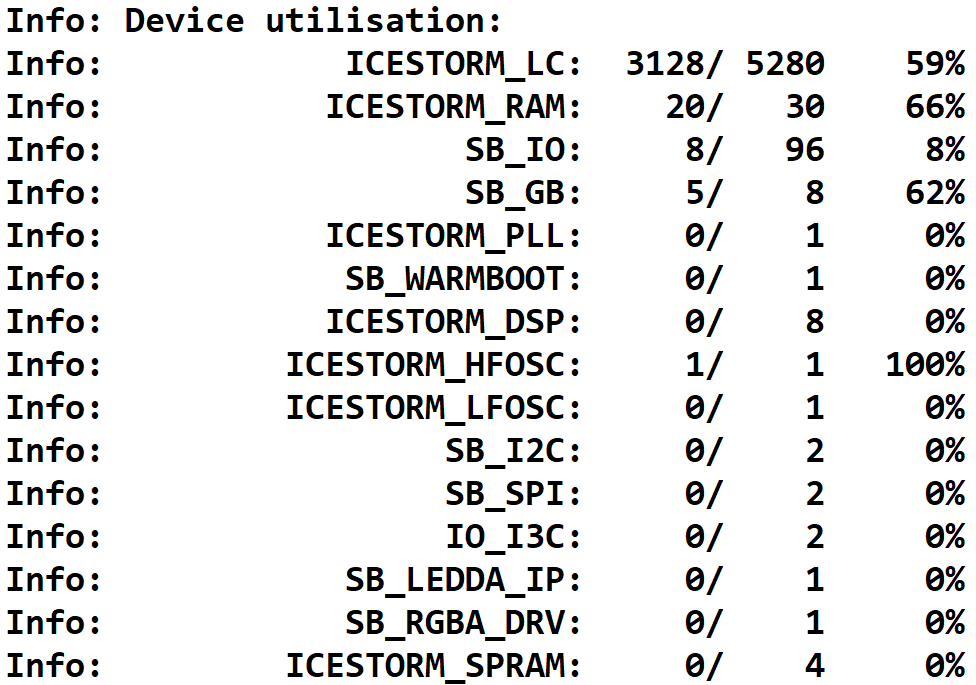 Info: Device utilisation:
Info: ICESTORM_LC: 3128/ 5280 59%
Info: ICESTORM_RAM: 20/ 30 66%
Info: SB_IO: 8/ 96 8%
Info: SB_GB: 5/ 8 62%
Info: ICESTORM_PLL: 0/ 1 0%
Info: SB_WARMBOOT: 0/ 1 0%
Info: ICESTORM_DSP: 0/ 8 0%
Info: ICESTORM_HFOSC: 1/ 1 100%
Info: ICESTORM_LFOSC: 0/ 1 0%
Info: SB_I2C: 0/ 2 0%
Info: SB_SPI: 0/ 2 0%
Info: IO_I3C: 0/ 2 0%
Info: SB_LEDDA_IP: 0/ 1 0%
Info: SB_RGBA_DRV: 0/ 1 0%
Info: ICESTORM_SPRAM: 0/ 4 0%